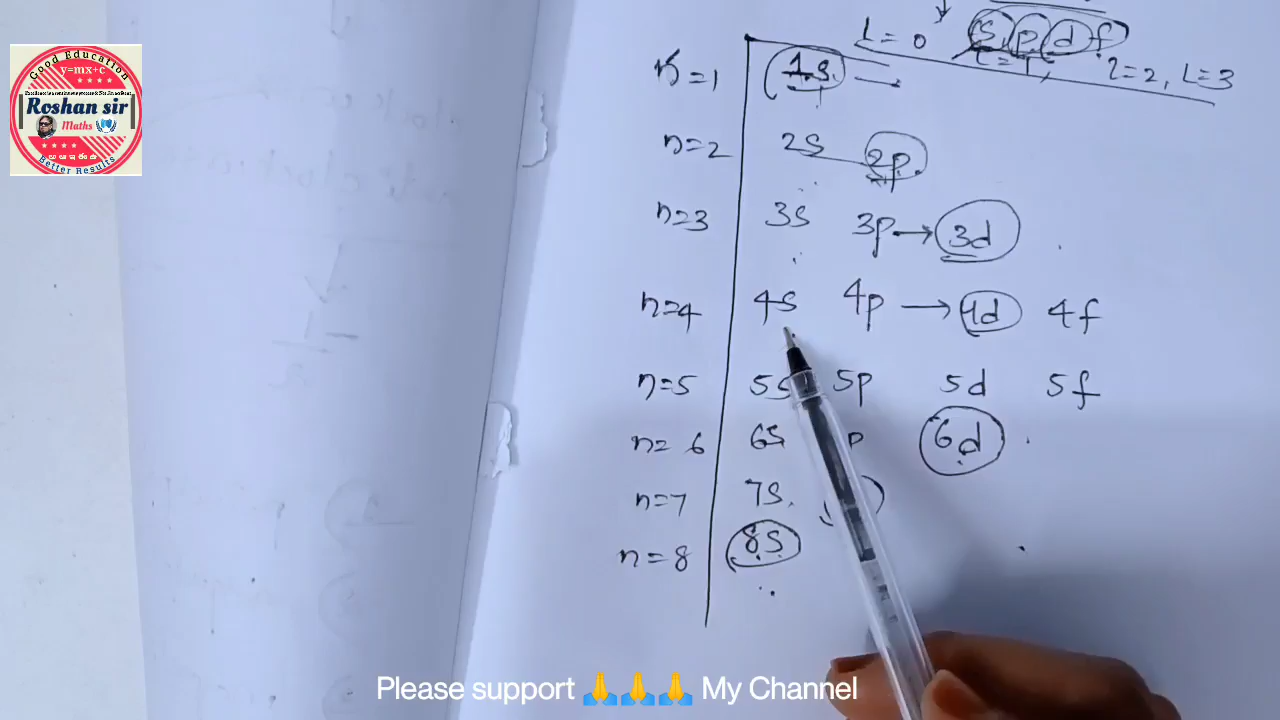 Good Education
y=mx+c
Roshan sir
Maths
Better Results
s p d f
L= 0 L=1, l=2, L=3
n=1 1s.
n=2 2s 2p.
n=3 3s 3p → 3d
n=4 4s 4p → 4d 4f
n=5 5s 5p 5d 5f
n= 6 6s p 6d
n=7 7s.
n=8 8s
Please support 🙏🙏🙏 My Channel